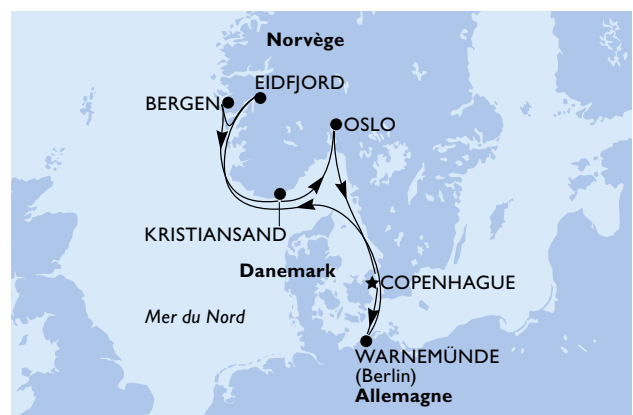 Norvège
EIDFJORD
BERGEN
OSLO
KRISTIANSAND
Danemark
COPENHAGUE
Mer du Nord
WARNEMÜNDE
(Berlin)
Allemagne